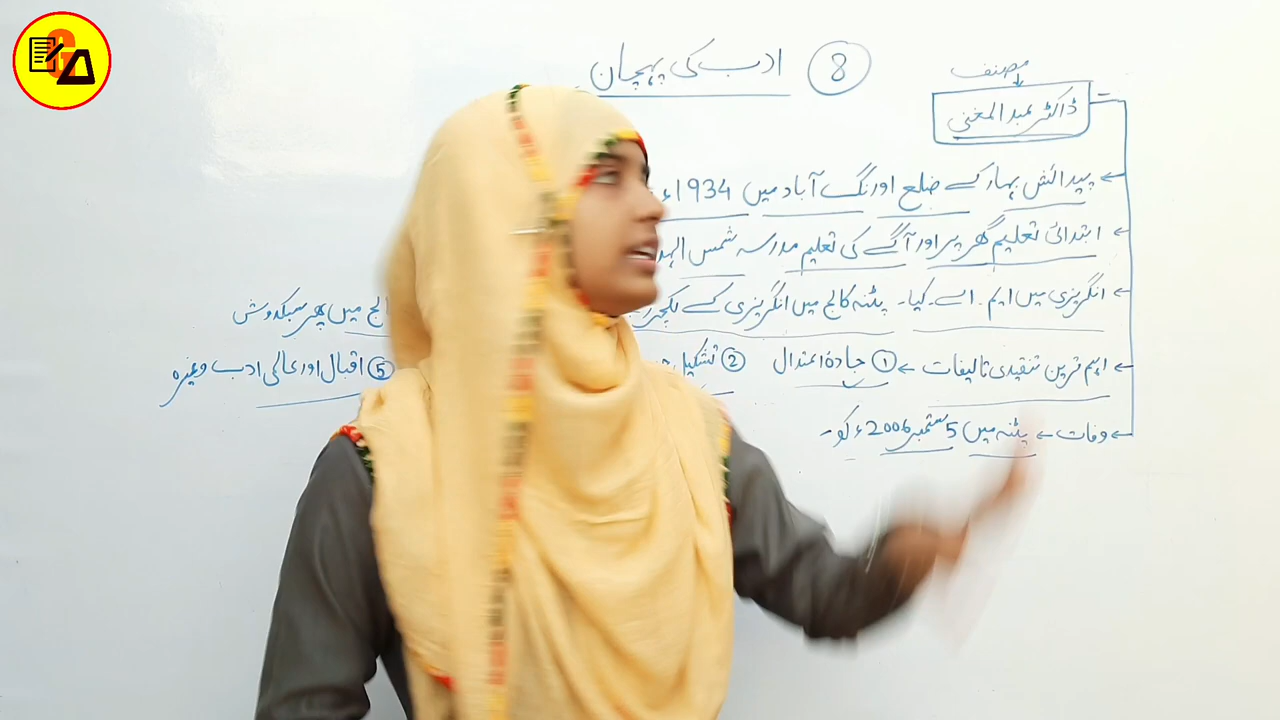 8 ادب کی پہچان
مصنف
ڈاکٹر عبدالمغنی
پیدائش بہار کے ضلع اورنگ آباد میں 1934ء
ابتدائی تعلیم گھر پر اور آگے کی تعلیم مدرسہ شمس الہد
انگریزی میں ایم۔ اے۔ کیا۔ پٹنہ کالج میں انگریزی کے لکچرر میں پھر سبکدوش
اہم ترین تنقیدی تالیفات ← ① جادۂ اعتدال ② تشکیل ⑤ اقبال اور عالمی ادب وغیرہ
وفات ← پٹنہ میں 5 ستمبر 2006ء کو۔